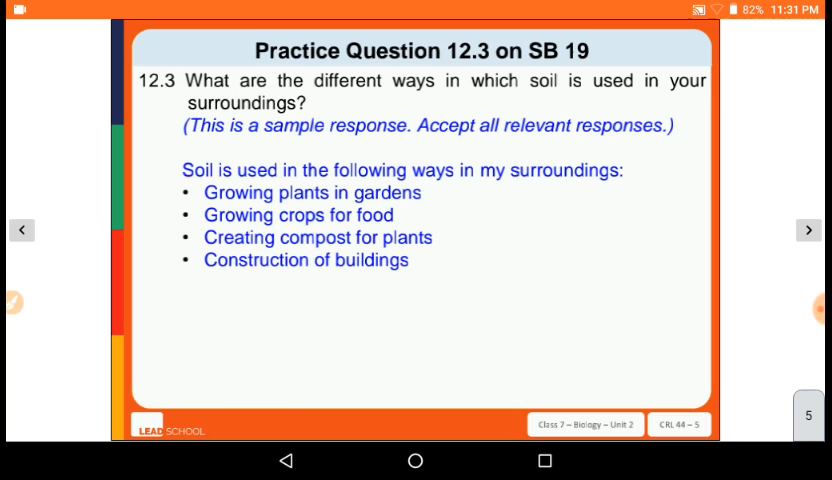 82% 11:31 PM
Practice Question 12.3 on SB 19
12.3 What are the different ways in which soil is used in your
surroundings?
(This is a sample response. Accept all relevant responses.)
Soil is used in the following ways in my surroundings:
• Growing plants in gardens
• Growing crops for food
• Creating compost for plants
• Construction of buildings
5
LEAD SCHOOL
Class 7 – Biology – Unit 2
CRL 44 – 5